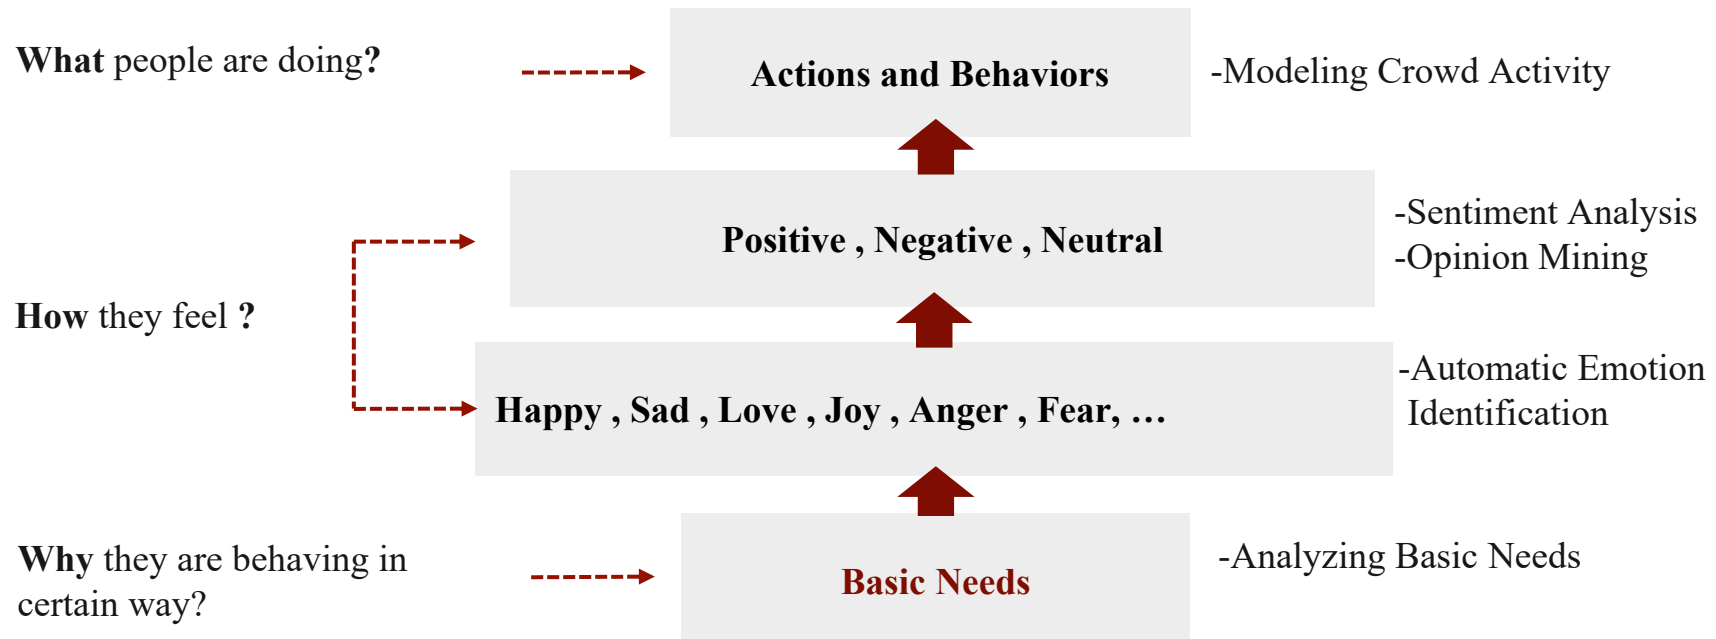 What people are doing?
Actions and Behaviors
-Modeling Crowd Activity
Positive , Negative , Neutral
-Sentiment Analysis
-Opinion Mining
How they feel ?
Happy , Sad , Love , Joy , Anger , Fear, …
-Automatic Emotion
Identification
Why they are behaving in
certain way?
Basic Needs
-Analyzing Basic Needs